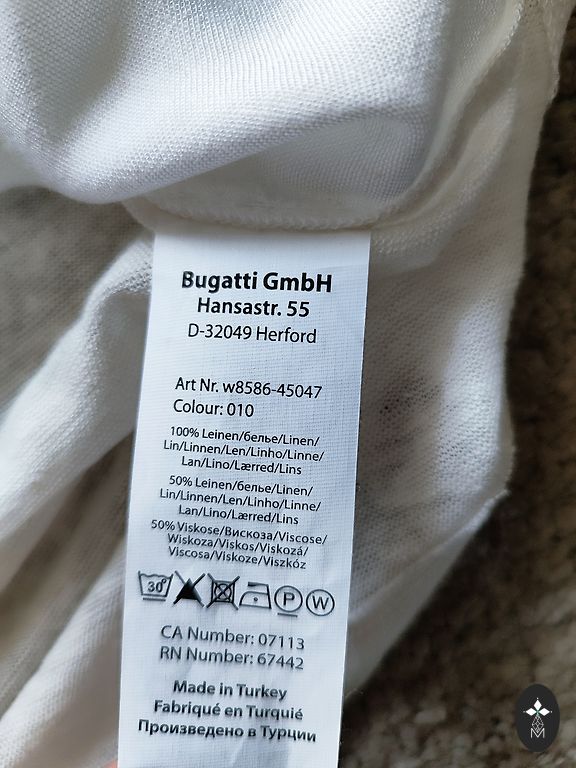 Bugatti GmbH
Hansastr. 55
D-32049 Herford
Art Nr. w8586-45047
Colour: 010
100% Leinen/белье/Linen/
Lin/Linnen/Len/Linho/Linne/
Lan/Lino/Lærred/Lins
50% Leinen/белье/Linen/
Lin/Linnen/Len/Linho/Linne/
Lan/Lino/Lærred/Lins
50% Viskose/Вискоза/Viscose/
Wiskoza/Viskos/Viskozá/
Viscosa/Viskoze/Viszkóz
30° P W
CA Number: 07113
RN Number: 67442
Made in Turkey
Fabriqué en Turquié
Произведено в Турции
M